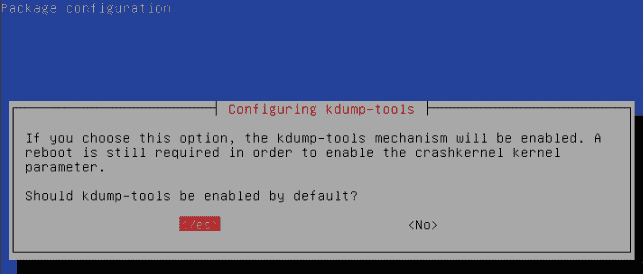 Package configuration
Configuring kdump-tools
If you choose this option, the kdump-tools mechanism will be enabled. A
reboot is still required in order to enable the crashkernel kernel
parameter.
Should kdump-tools be enabled by default?
<Yes> <No>